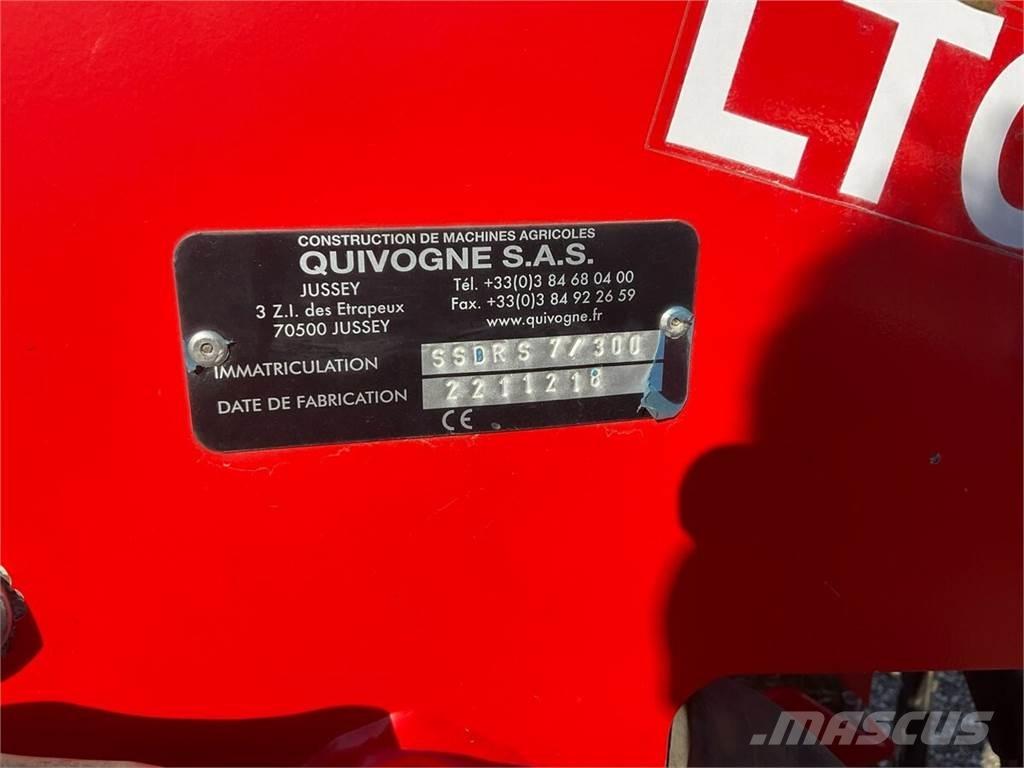 LTO
CONSTRUCTION DE MACHINES AGRICOLES
QUIVOGNE S.A.S.
JUSSEY
3 Z.I. des Etrapeux
70500 JUSSEY
Tél. +33(0)3 84 68 04 00
Fax. +33(0)3 84 92 26 59
www.quivogne.fr
IMMATRICULATION SSDRS 7/300
DATE DE FABRICATION 2211218
CE
.MASCUS